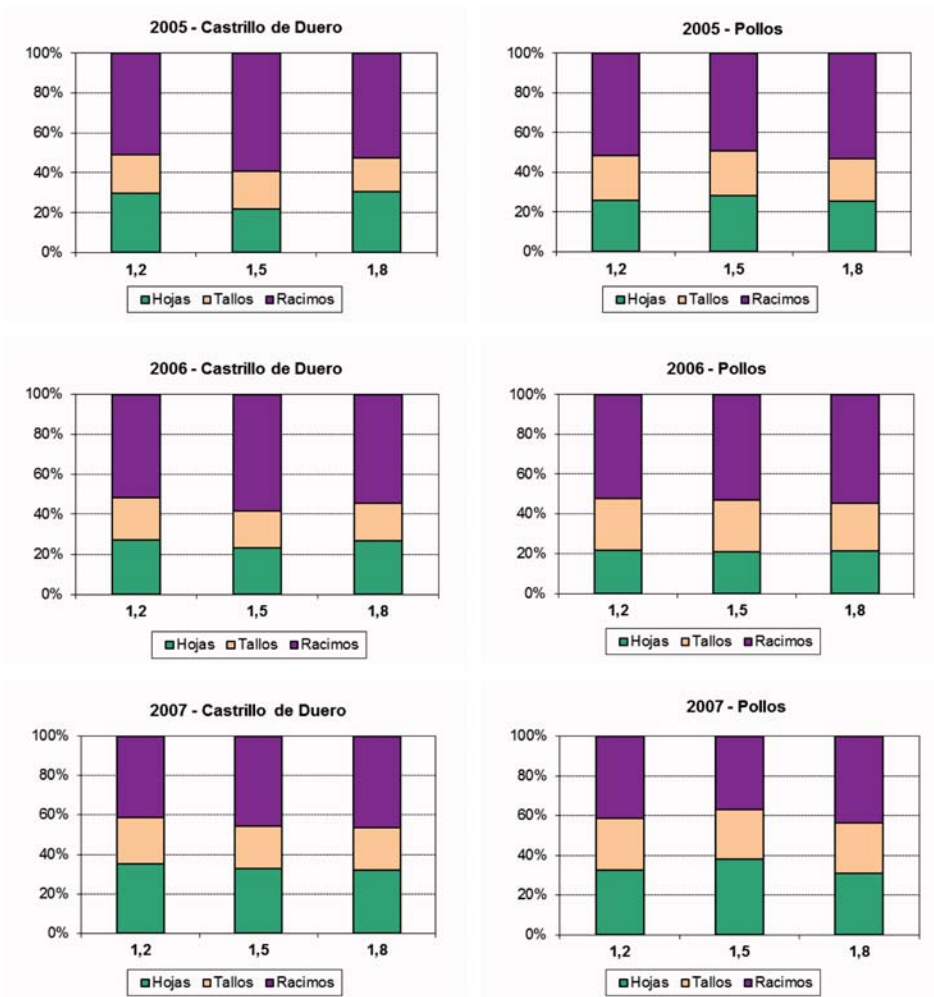 2005 - Castrillo de Duero
100%
80%
60%
40%
20%
0%
1,2 1,5 1,8
Hojas Tallos Racimos
2005 - Pollos
100%
80%
60%
40%
20%
0%
1,2 1,5 1,8
Hojas Tallos Racimos
2006 - Castrillo de Duero
100%
80%
60%
40%
20%
0%
1,2 1,5 1,8
Hojas Tallos Racimos
2006 - Pollos
100%
80%
60%
40%
20%
0%
1,2 1,5 1,8
Hojas Tallos Racimos
2007 - Castrillo de Duero
100%
80%
60%
40%
20%
0%
1,2 1,5 1,8
Hojas Tallos Racimos
2007 - Pollos
100%
80%
60%
40%
20%
0%
1,2 1,5 1,8
Hojas Tallos Racimos